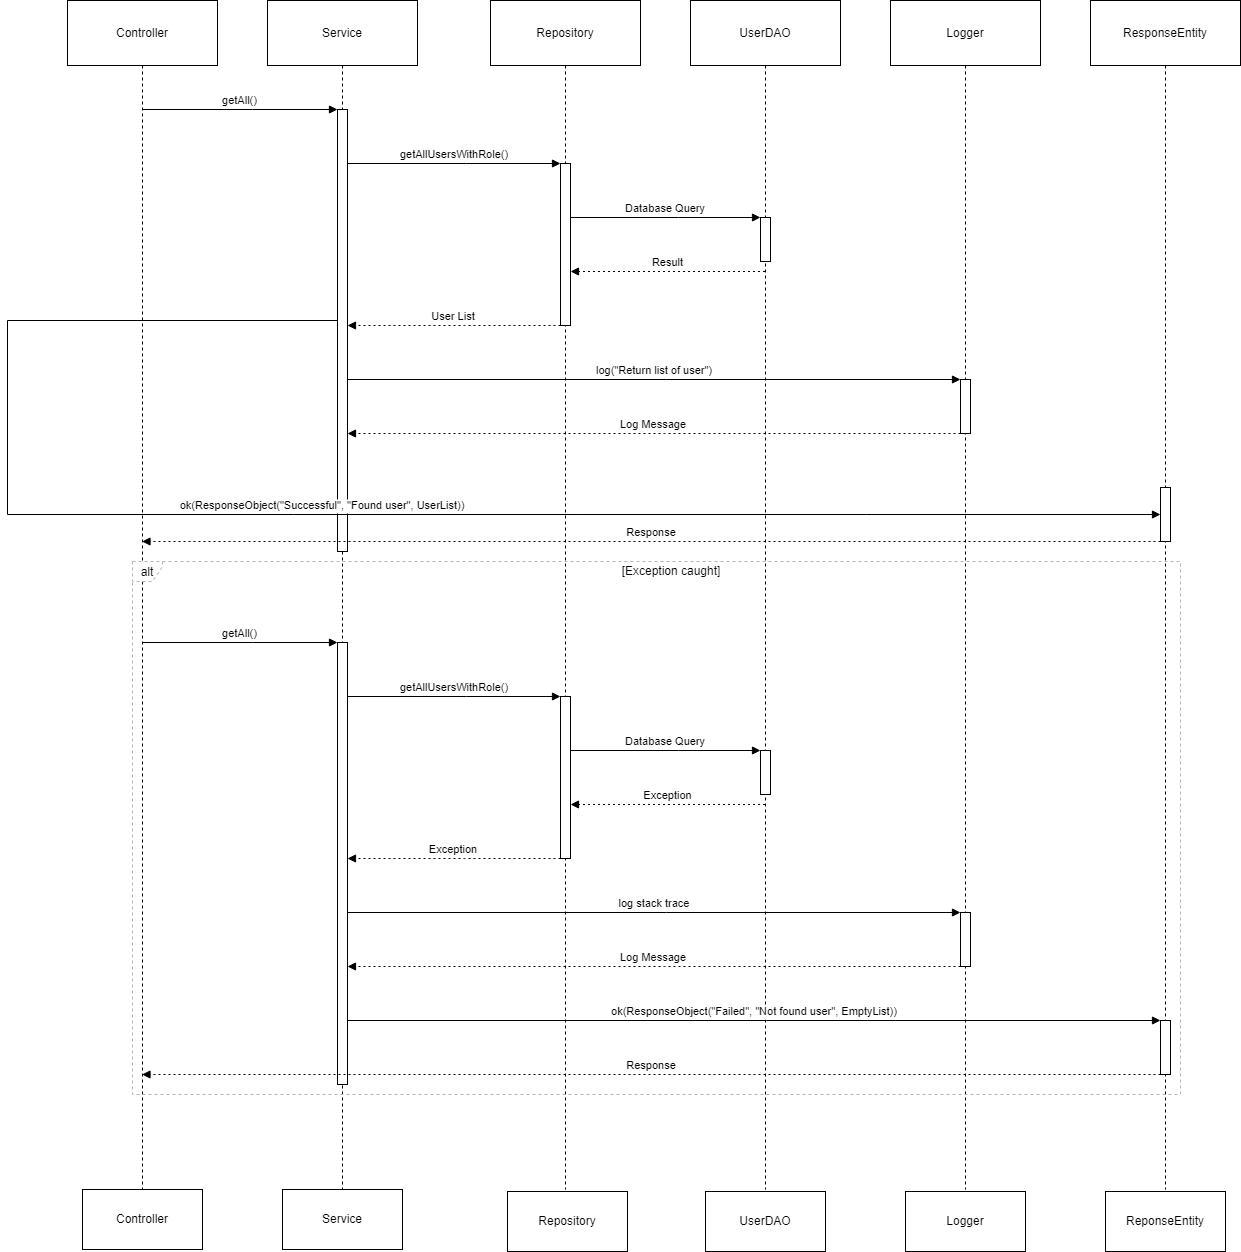 Controller
Service
Repository
UserDAO
Logger
ResponseEntity
getAll()
getAllUsersWithRole()
Database Query
Result
User List
log("Return list of user")
Log Message
ok(ResponseObject("Successful", "Found user", UserList))
Response
alt
[Exception caught]
getAll()
getAllUsersWithRole()
Database Query
Exception
Exception
log stack trace
Log Message
ok(ResponseObject("Failed", "Not found user", EmptyList))
Response
Controller
Service
Repository
UserDAO
Logger
ReponseEntity